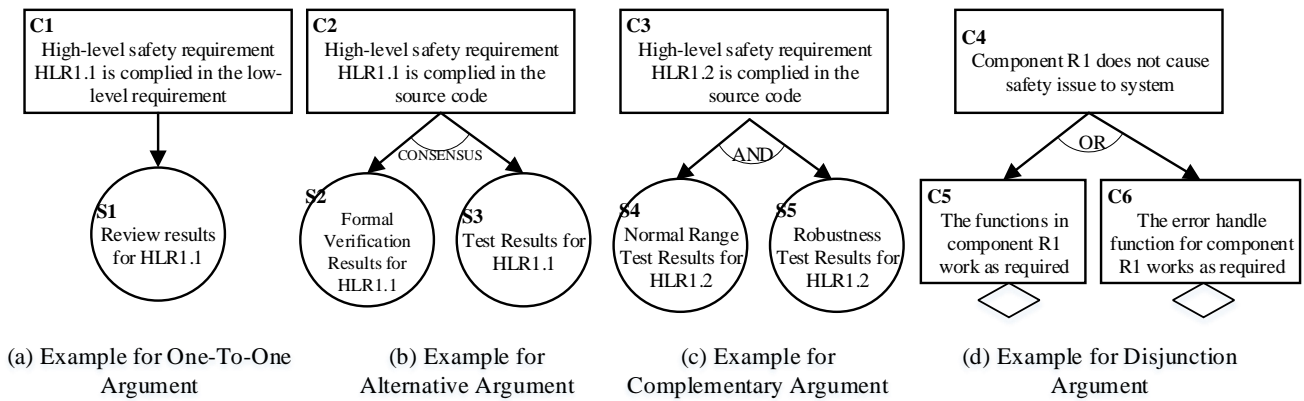 C1
High-level safety requirement
HLR1.1 is complied in the low-
level requirement
S1
Review results
for HLR1.1
(a) Example for One-To-One
Argument
C2
High-level safety requirement
HLR1.1 is complied in the
source code
CONSENSUS
S2
Formal
Verification
Results for
HLR1.1
S3
Test Results for
HLR1.1
(b) Example for
Alternative Argument
C3
High-level safety requirement
HLR1.2 is complied in the
source code
AND
S4
Normal Range
Test Results for
HLR1.2
S5
Robustness
Test Results for
HLR1.2
(c) Example for
Complementary Argument
C4
Component R1 does not cause
safety issue to system
OR
C5
The functions in
component R1
work as required
C6
The error handle
function for component
R1 works as required
(d) Example for Disjunction
Argument